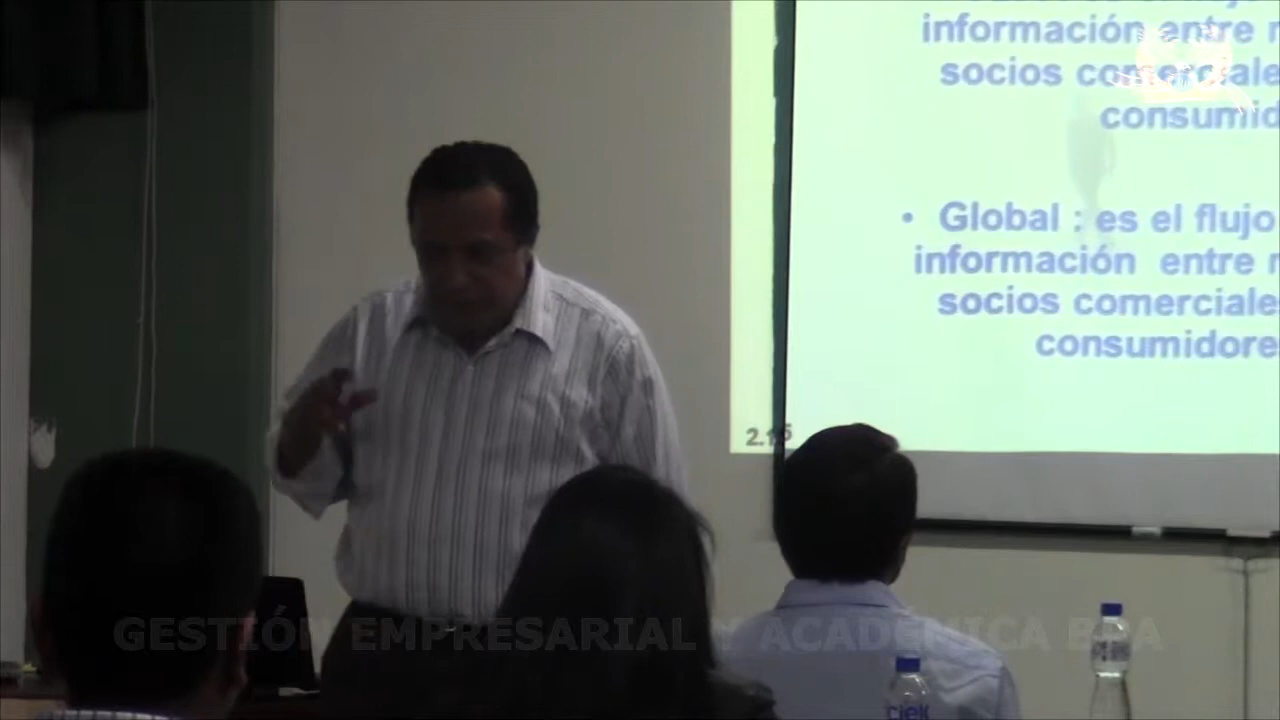 información entre
socios comerciale
consumid
• Global : es el flujo
información entre
socios comerciale
consumidore
2.15
GESTIÓN EMPRESARIAL Y ACADÉMICA
ciel